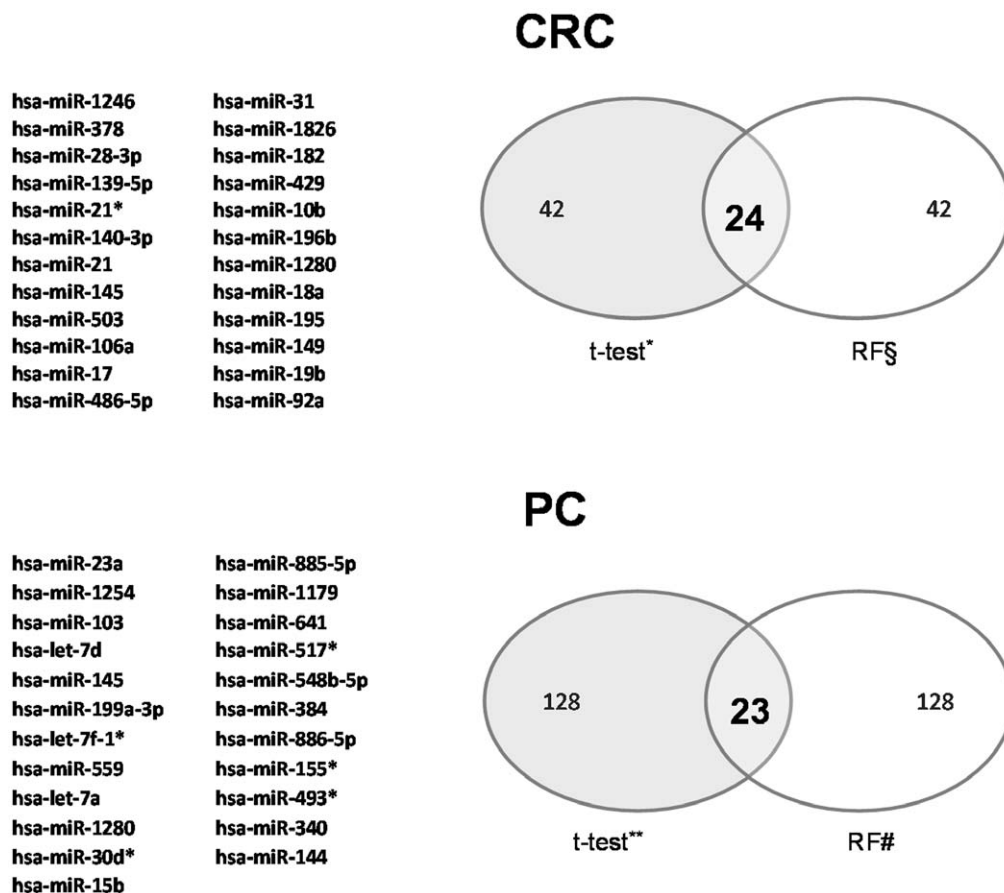 CRC
hsa-miR-1246 hsa-miR-31
hsa-miR-378 hsa-miR-1826
hsa-miR-28-3p hsa-miR-182
hsa-miR-139-5p hsa-miR-429
hsa-miR-21* hsa-miR-10b
hsa-miR-140-3p hsa-miR-196b
hsa-miR-21 hsa-miR-1280
hsa-miR-145 hsa-miR-18a
hsa-miR-503 hsa-miR-195
hsa-miR-106a hsa-miR-149
hsa-miR-17 hsa-miR-19b
hsa-miR-486-5p hsa-miR-92a
42 24 42
t-test* RF§
PC
hsa-miR-23a hsa-miR-885-5p
hsa-miR-1254 hsa-miR-1179
hsa-miR-103 hsa-miR-641
hsa-let-7d hsa-miR-517*
hsa-miR-145 hsa-miR-548b-5p
hsa-miR-199a-3p hsa-miR-384
hsa-let-7f-1* hsa-miR-886-5p
hsa-miR-559 hsa-miR-155*
hsa-let-7a hsa-miR-493*
hsa-miR-1280 hsa-miR-340
hsa-miR-30d* hsa-miR-144
hsa-miR-15b
128 23 128
t-test** RF#